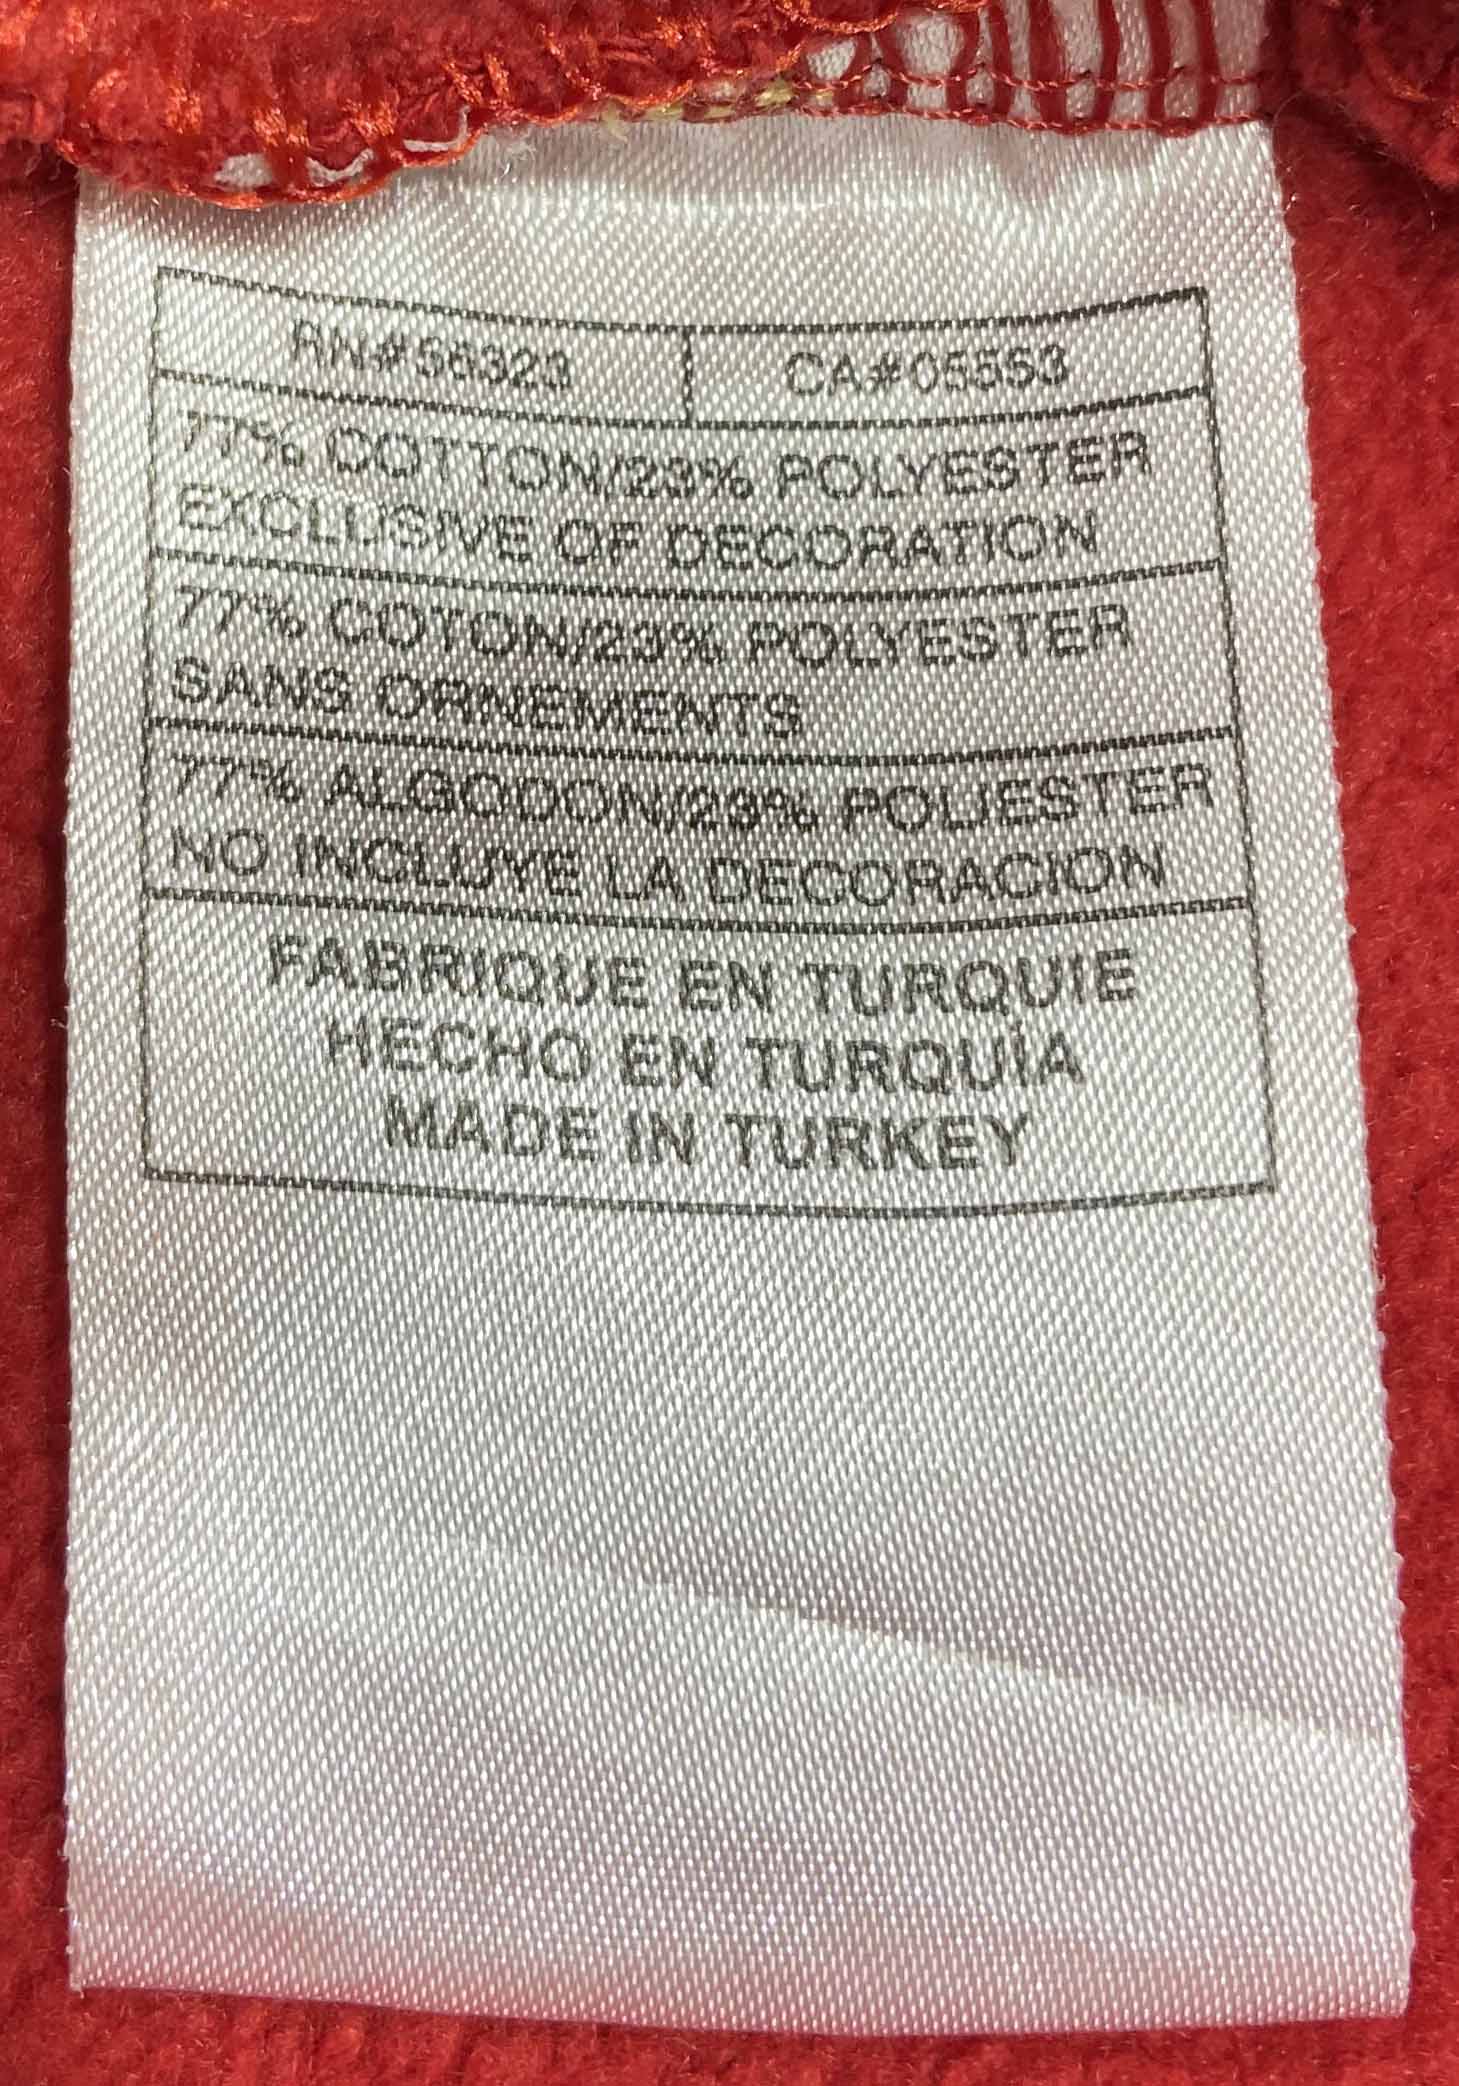 RN#56323 CA#05553
77% COTTON/23% POLYESTER
EXCLUSIVE OF DECORATION
77% COTON/23% POLYESTER
SANS ORNEMENTS
77% ALGODON/23% POLIESTER
NO INCLUYE LA DECORACION
FABRIQUE EN TURQUIE
HECHO EN TURQUÍA
MADE IN TURKEY